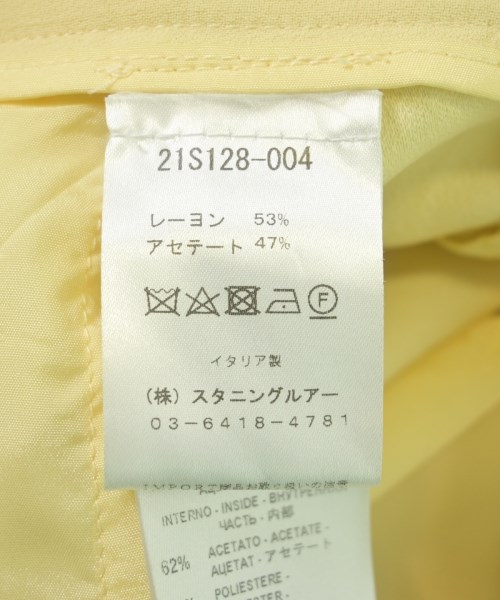 21S128-004
レーヨン 53%
アセテート 47%
F
イタリア製
(株) スタニングルアー
03-6418-4781
INTERNO - INSIDE - ВНУТРЕННЯЯ
ЧАСТЬ - 内部
62% ACETATO - ACETATE -
АЦЕТАТ - アセテート
POLIESTERE -